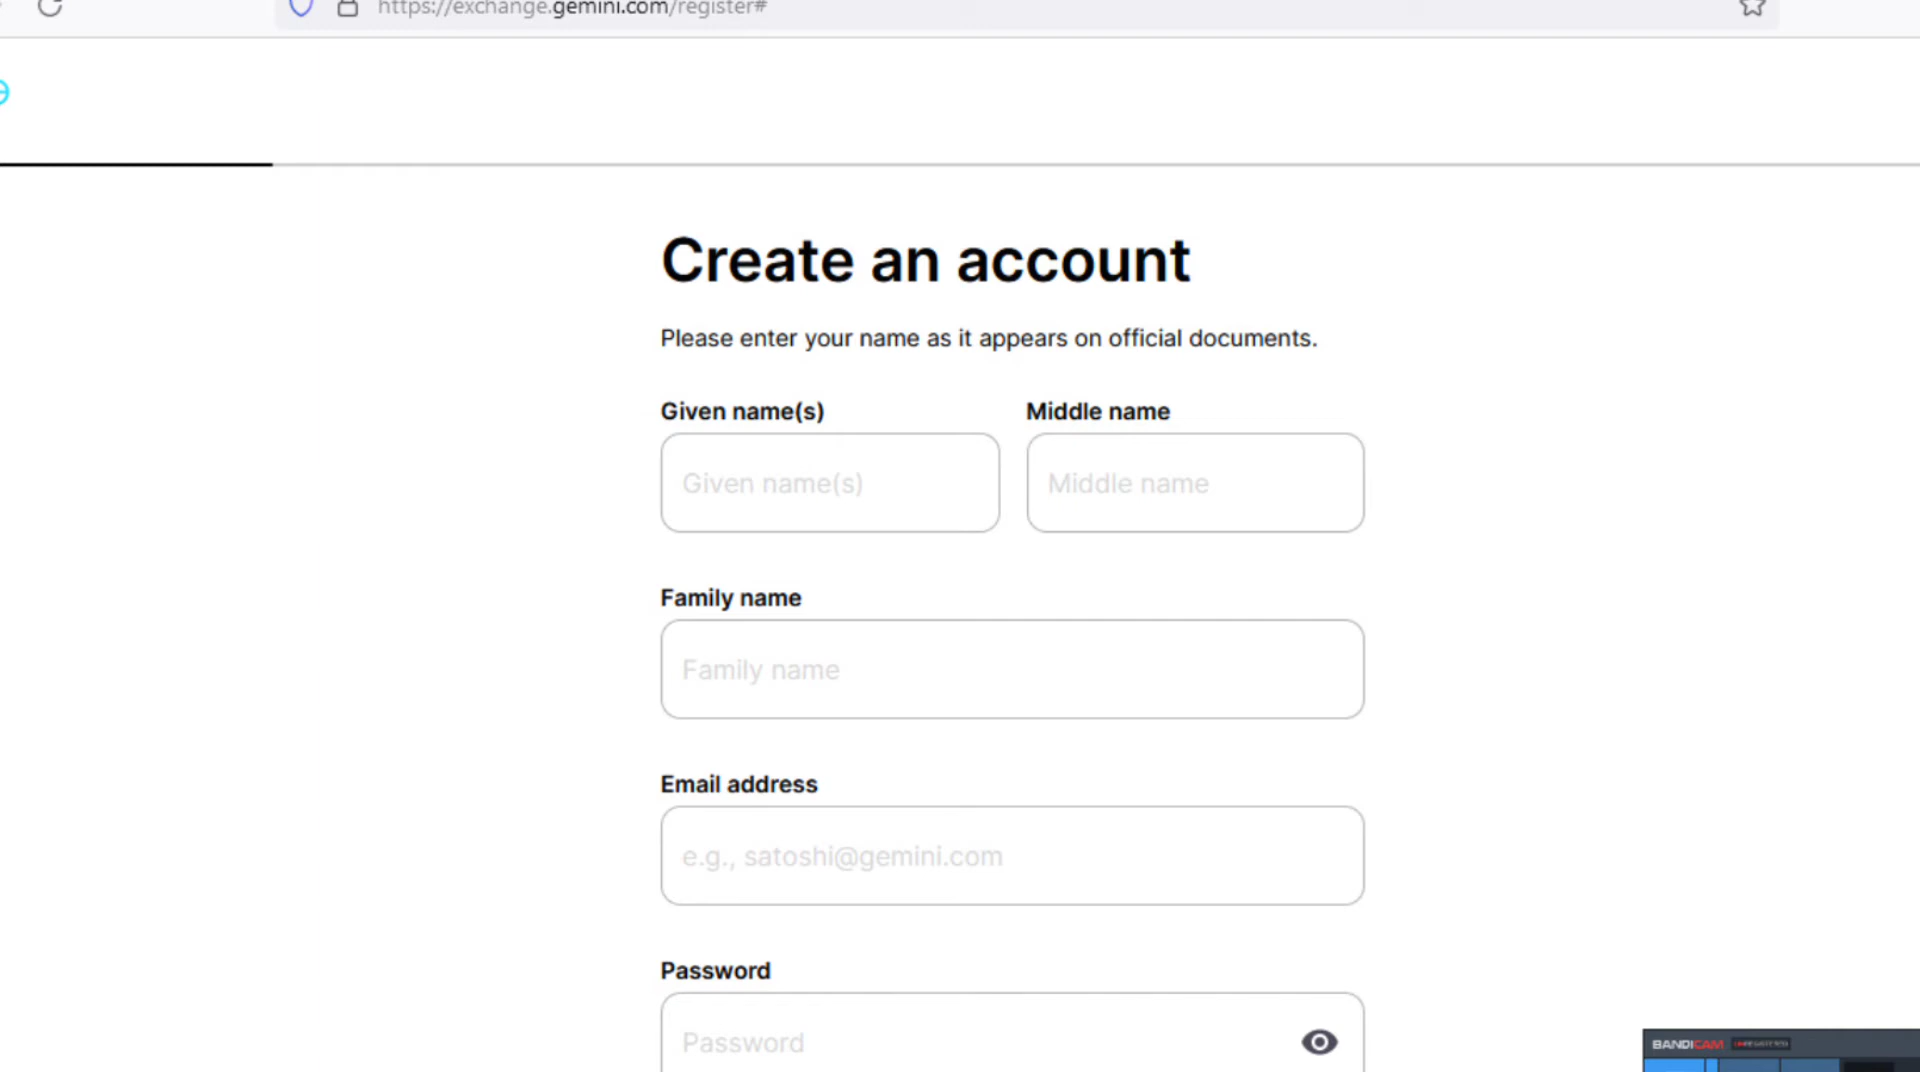 https://exchange.gemini.com/register#
Create an account
Please enter your name as it appears on official documents.
Given name(s) Middle name
Given name(s) Middle name
Family name
Family name
Email address
e.g., satoshi@gemini.com
Password
Password
BANDICAM UNREGISTERED